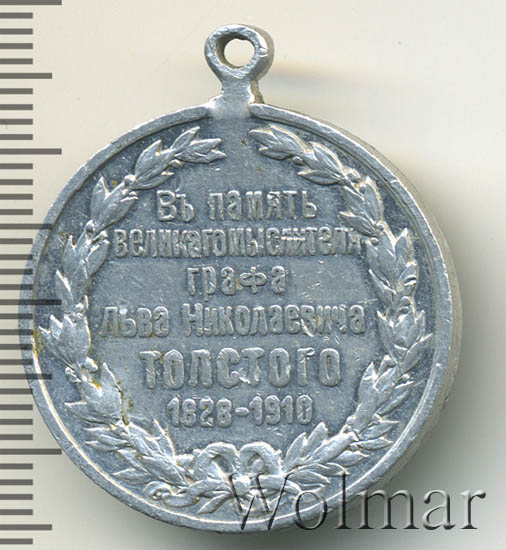 Въ память
великаго мыслителя
графа
Льва Николаевича
Толстого
1828-1910
Wolmar